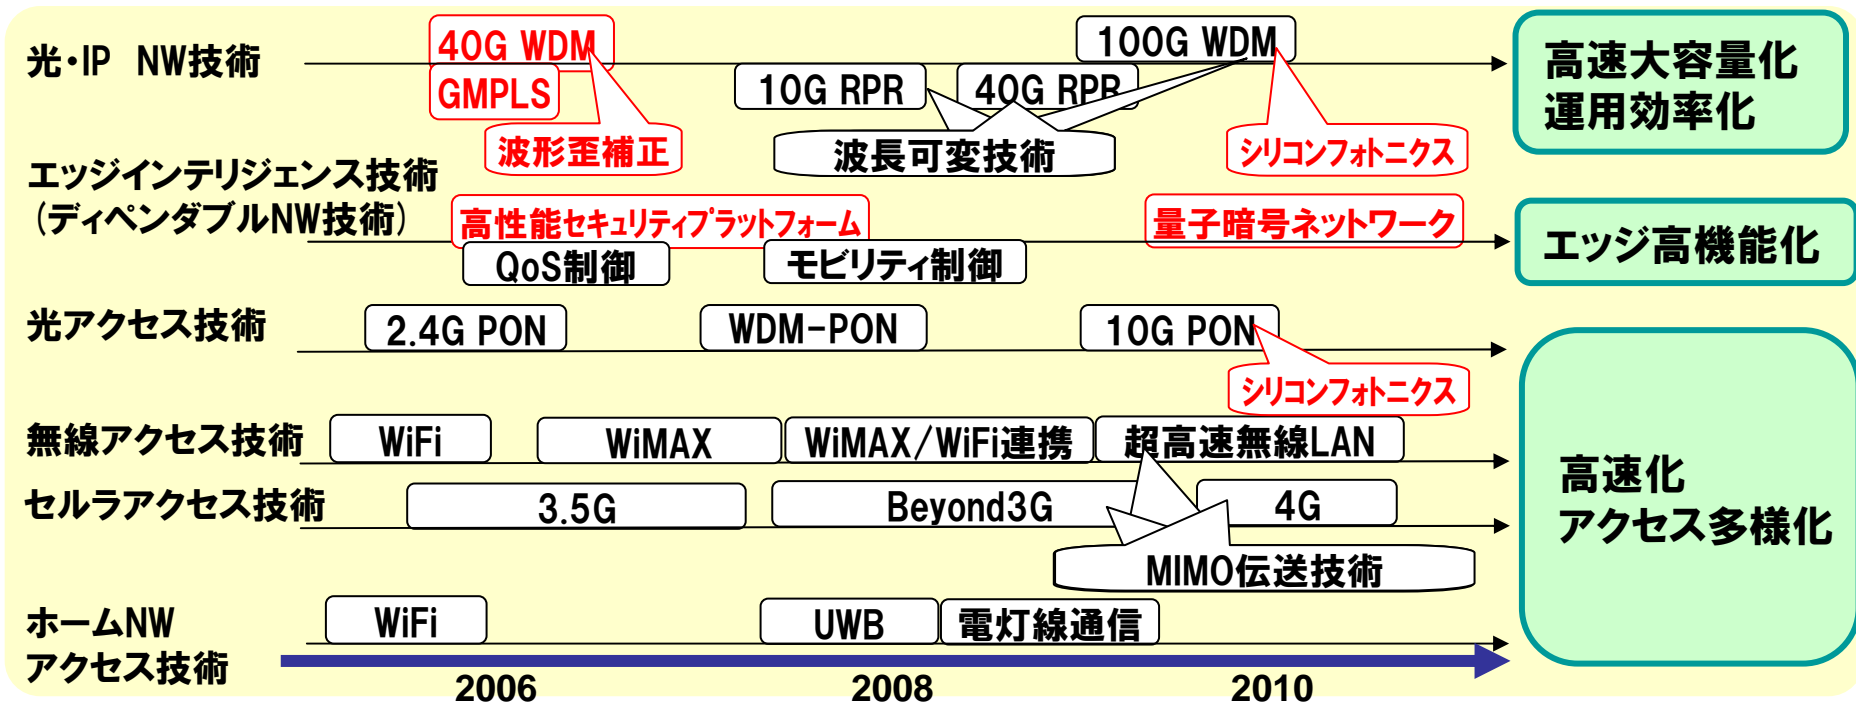 光・IP NW技術
40G WDM
GMPLS
波形歪補正
10G RPR
40G RPR
100G WDM
波長可変技術
シリコンフォトニクス
高速大容量化
運用効率化
エッジインテリジェンス技術
(ディペンダブルNW技術)
高性能セキュリティプラットフォーム
QoS制御
モビリティ制御
量子暗号ネットワーク
エッジ高機能化
光アクセス技術
2.4G PON
WDM-PON
10G PON
シリコンフォトニクス
無線アクセス技術
WiFi
WiMAX
WiMAX/WiFi連携
超高速無線LAN
セルラアクセス技術
3.5G
Beyond3G
4G
MIMO伝送技術
高速化
アクセス多様化
ホームNW
アクセス技術
WiFi
UWB
電灯線通信
2006
2008
2010